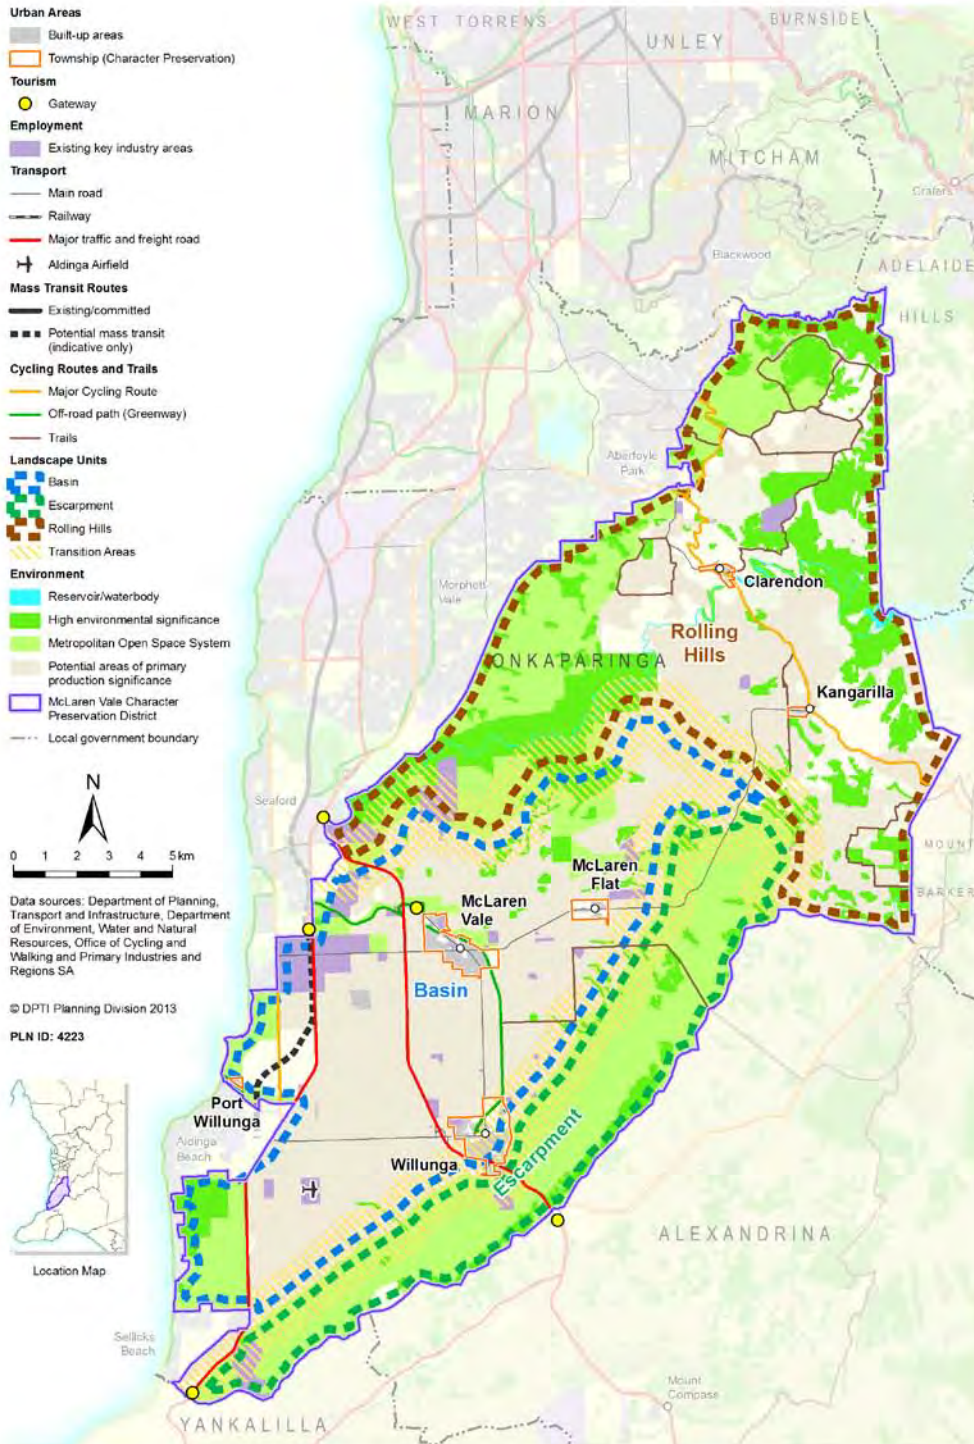 Urban Areas
Built-up areas
Township (Character Preservation)
Tourism
Gateway
Employment
Existing key industry areas
Transport
Main road
Railway
Major traffic and freight road
Aldinga Airfield
Mass Transit Routes
Existing/committed
Potential mass transit
(indicative only)
Cycling Routes and Trails
Major Cycling Route
Off-road path (Greenway)
Trails
Landscape Units
Basin
Escarpment
Rolling Hills
Transition Areas
Environment
Reservoir/waterbody
High environmental significance
Metropolitan Open Space System
Potential areas of primary
production significance
McLaren Vale Character
Preservation District
Local government boundary
N
0 1 2 3 4 5km
Data sources: Department of Planning,
Transport and Infrastructure, Department
of Environment, Water and Natural
Resources, Office of Cycling and
Walking and Primary Industries and
Regions SA
© DPTI Planning Division 2013
PLN ID: 4223
Location Map
WEST TORRENS
BURNSIDE
UNLEY
MARION
MITCHAM
Crafers
Blackwood
ADELAIDE
HILLS
Aberfoyle
Park
Clarendon
Morphett
Vale
Rolling
Hills
ONKAPARINGA
Kangarilla
Seaford
MOUNT
BARKER
McLaren
Flat
McLaren
Vale
Basin
Port
Willunga
Aldinga
Beach
Willunga
Escarpment
ALEXANDRINA
Sellicks
Beach
Mount
Compass
YANKALILLA